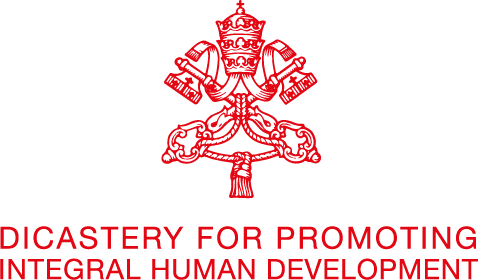 DICASTERY FOR PROMOTING
INTEGRAL HUMAN DEVELOPMENT